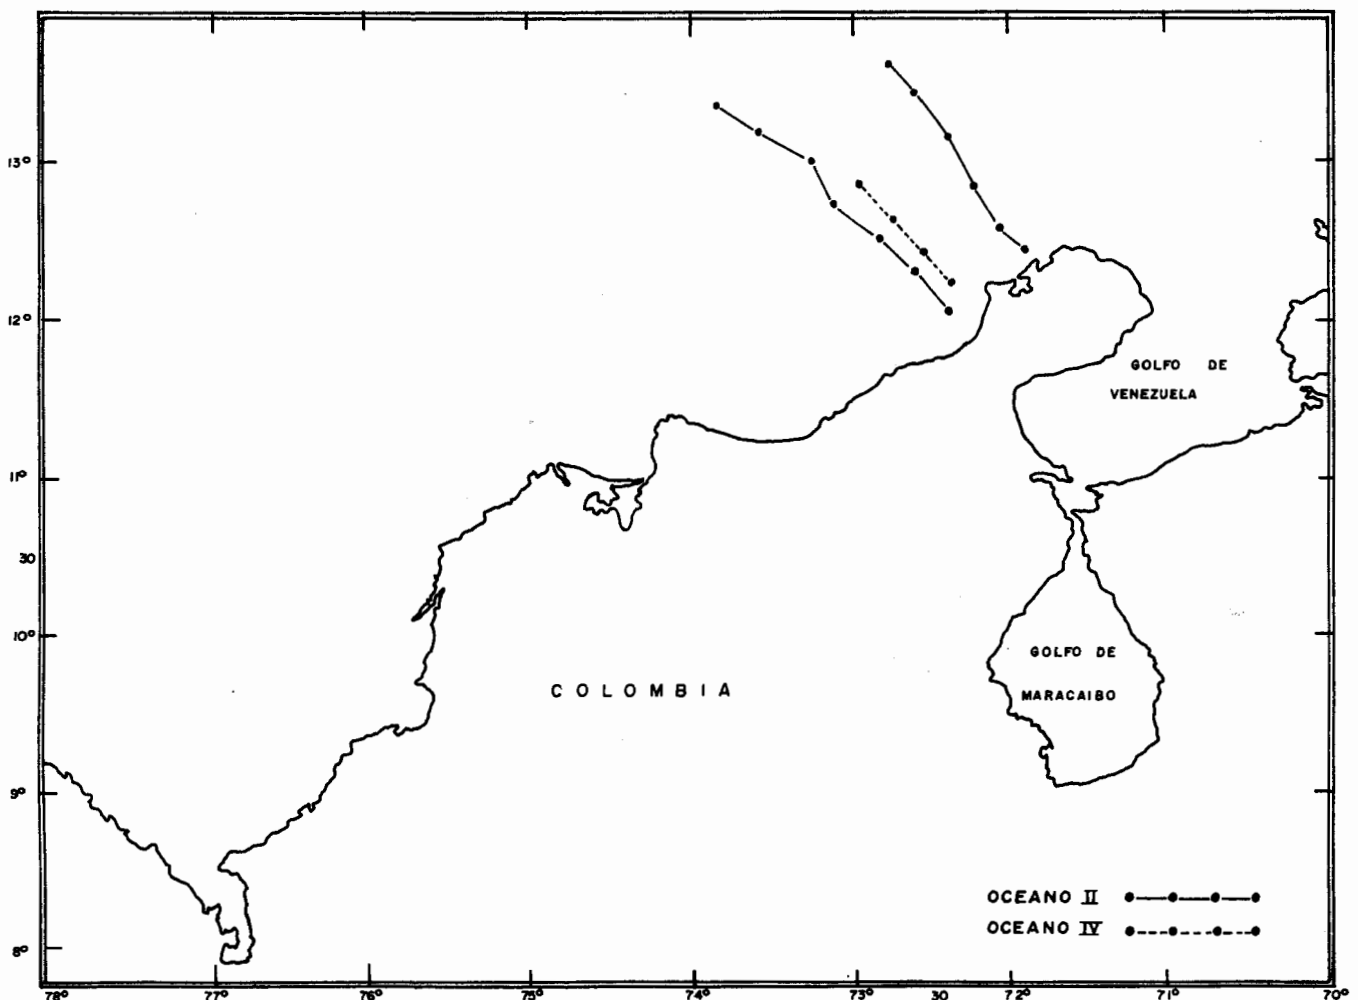 13°
12°
GOLFO DE
VENEZUELA
11°
30
10°
GOLFO DE
COLOMBIA
MARACAIBO
9°
OCEANO II
OCEANO IV
8°
78° 77° 76° 75° 74° 73° 30 72° 71° 70°